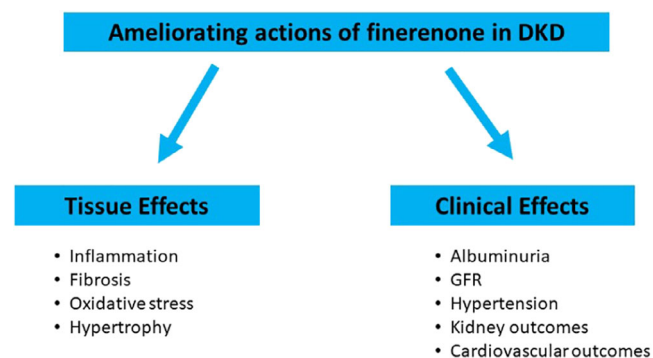 Ameliorating actions of finerenone in DKD
Tissue Effects
• Inflammation
• Fibrosis
• Oxidative stress
• Hypertrophy
Clinical Effects
• Albuminuria
• GFR
• Hypertension
• Kidney outcomes
• Cardiovascular outcomes